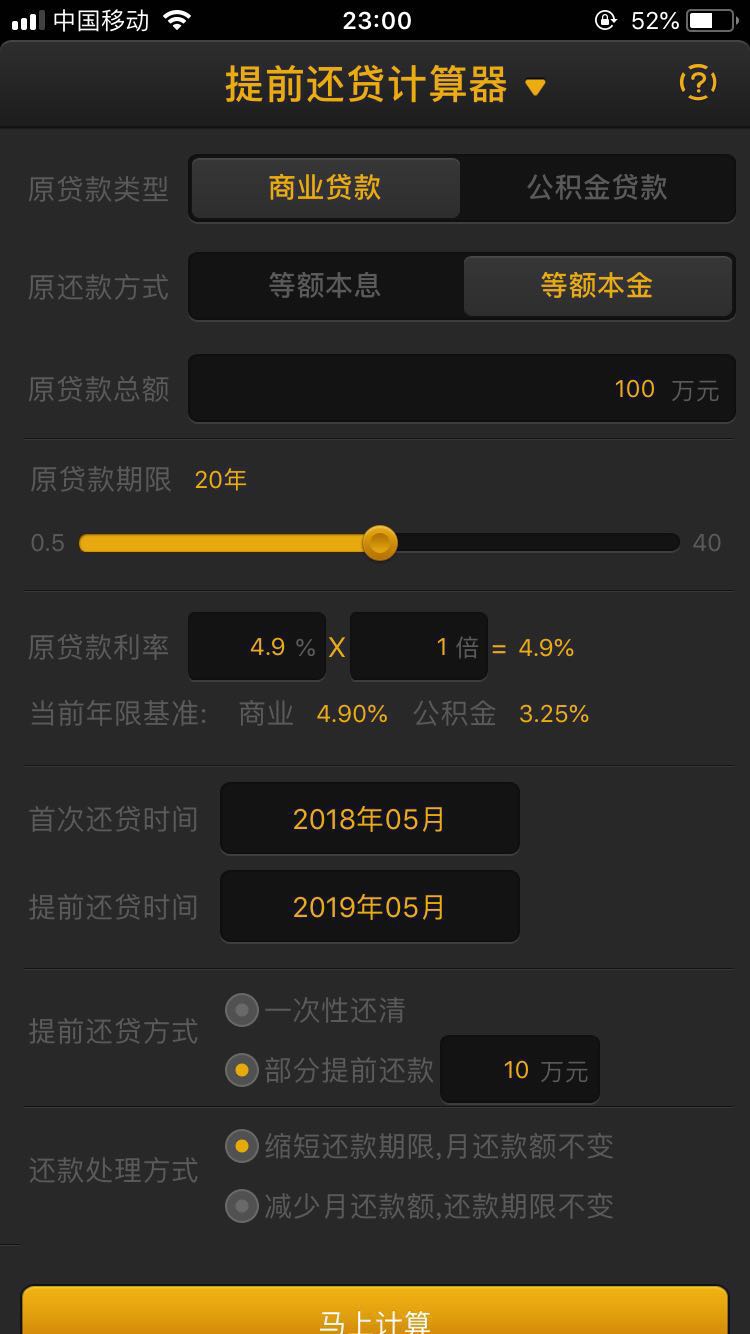 中国移动 23:00 52%
提前还贷计算器 ?
原贷款类型 商业贷款 公积金贷款
原还款方式 等额本息 等额本金
原贷款总额 100 万元
原贷款期限 20年
0.5 40
原贷款利率 4.9 % X 1 倍 = 4.9%
当前年限基准: 商业 4.90% 公积金 3.25%
首次还贷时间 2018年05月
提前还贷时间 2019年05月
提前还贷方式
一次性还清
部分提前还款 10 万元
还款处理方式
缩短还款期限,月还款额不变
减少月还款额,还款期限不变
马上计算